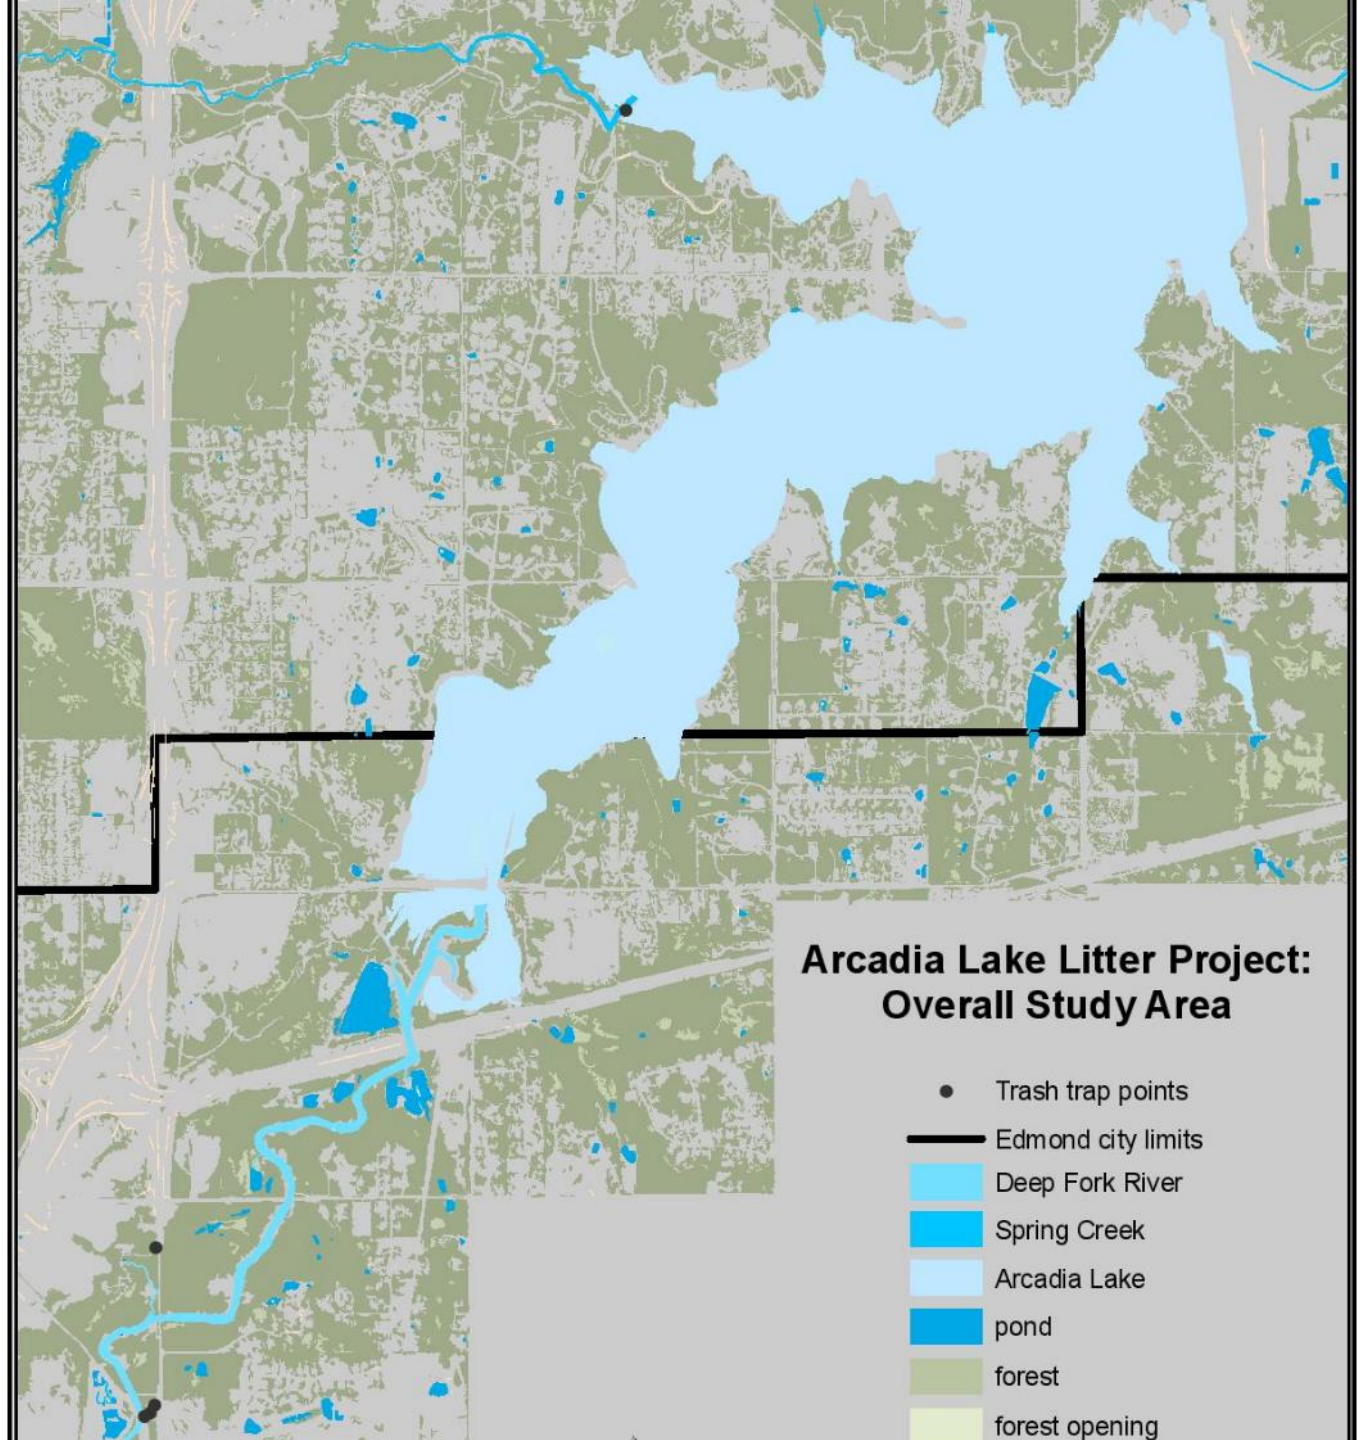 Arcadia Lake Litter Project:
Overall Study Area
Trash trap points
Edmond city limits
Deep Fork River
Spring Creek
Arcadia Lake
pond
forest
forest opening